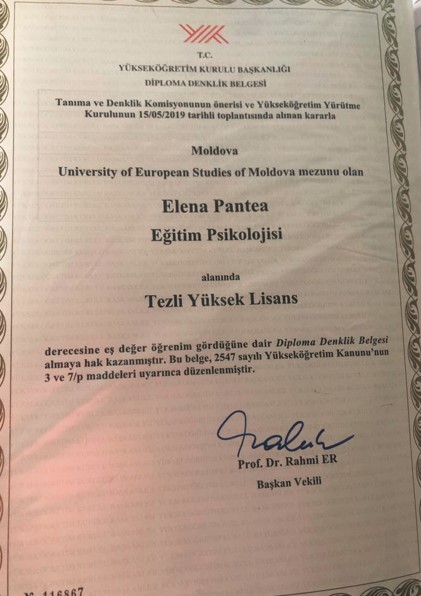 T.C.
YÜKSEKÖĞRETİM KURULU BAŞKANLIĞI
DİPLOMA DENKLİK BELGESİ
Tanıma ve Denklik Komisyonunun önerisi ve Yükseköğretim Yürütme
Kurulunun 15/05/2019 tarihli toplantısında alınan kararla
Moldova
University of European Studies of Moldova mezunu olan
Elena Pantea
Eğitim Psikolojisi
alanında
Tezli Yüksek Lisans
derecesine eş değer öğrenim gördüğüne dair Diploma Denklik Belgesi
almaya hak kazanmıştır. Bu belge, 2547 sayılı Yükseköğretim Kanunu'nun
3 ve 7/p maddeleri uyarınca düzenlenmiştir.
Prof. Dr. Rahmi ER
Başkan Vekili
116867